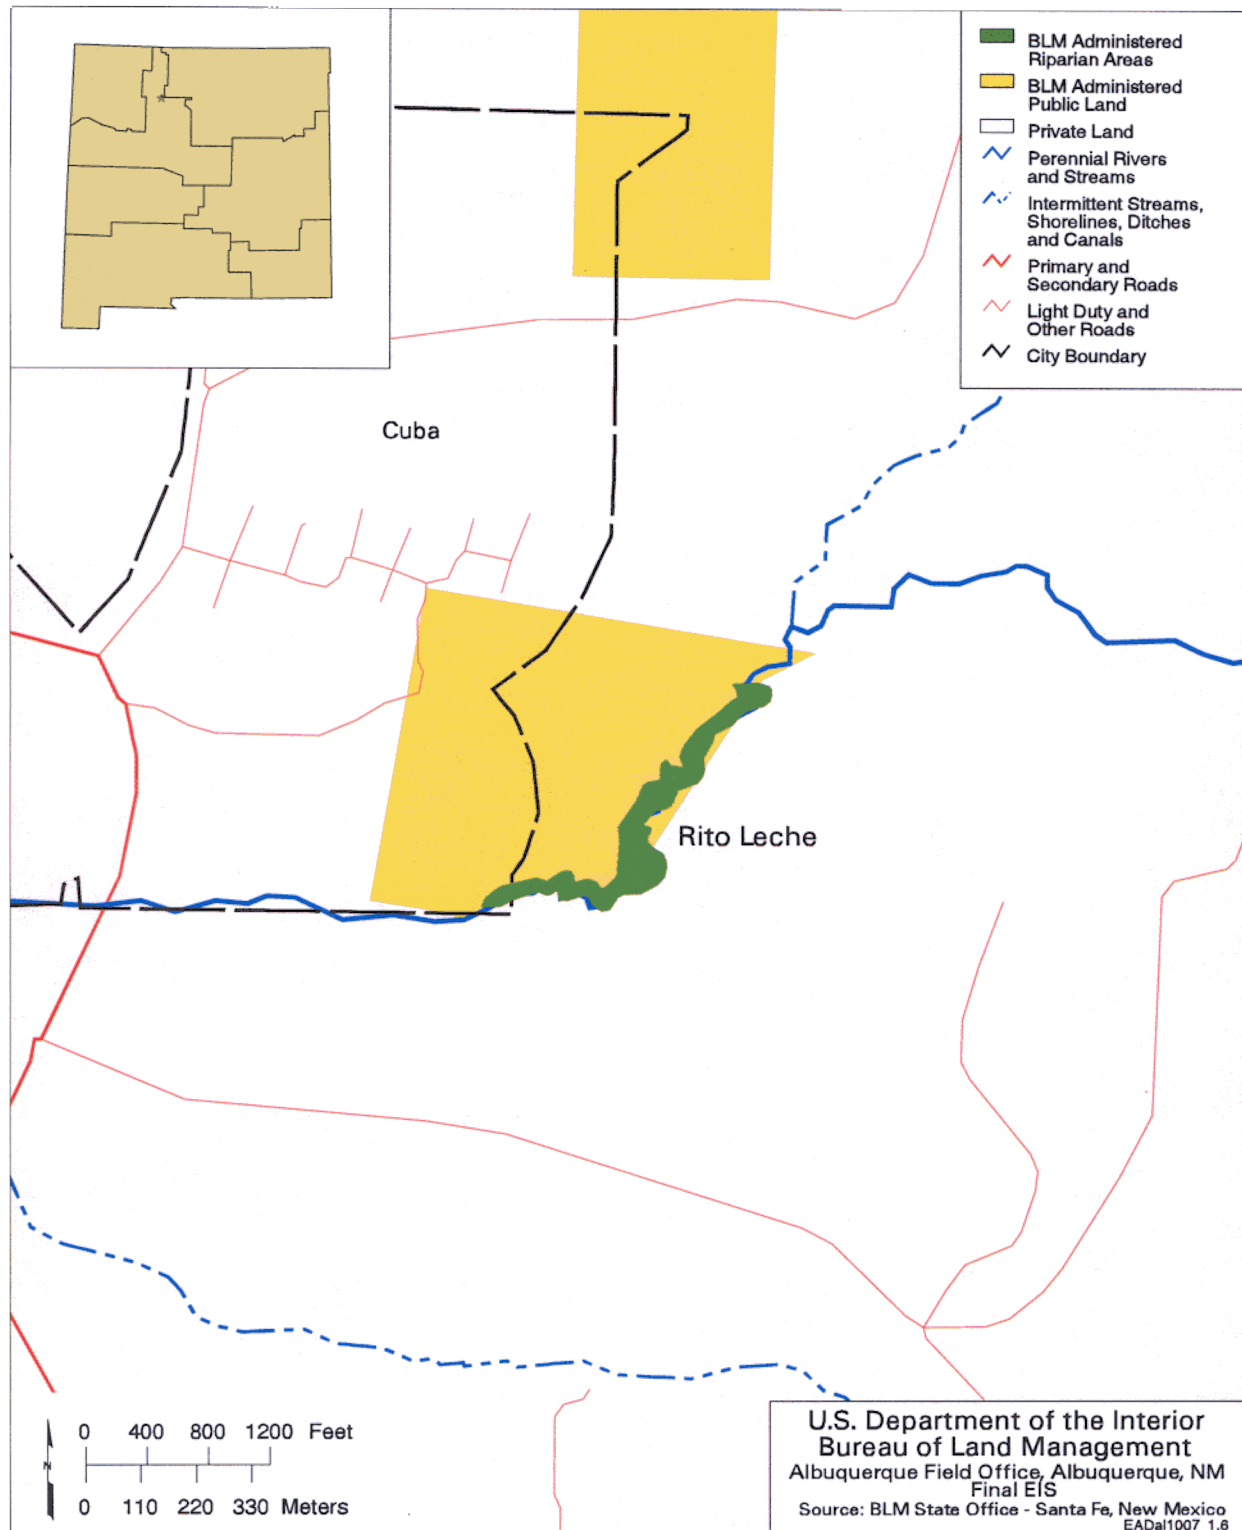 BLM Administered
Riparian Areas
BLM Administered
Public Land
Private Land
Perennial Rivers
and Streams
Intermittent Streams,
Shorelines, Ditches
and Canals
Primary and
Secondary Roads
Light Duty and
Other Roads
City Boundary
Cuba
Rito Leche
N
0 400 800 1200 Feet
0 110 220 330 Meters
U.S. Department of the Interior
Bureau of Land Management
Albuquerque Field Office, Albuquerque, NM
Final EIS
Source: BLM State Office - Santa Fe, New Mexico
EADal1007 1.6